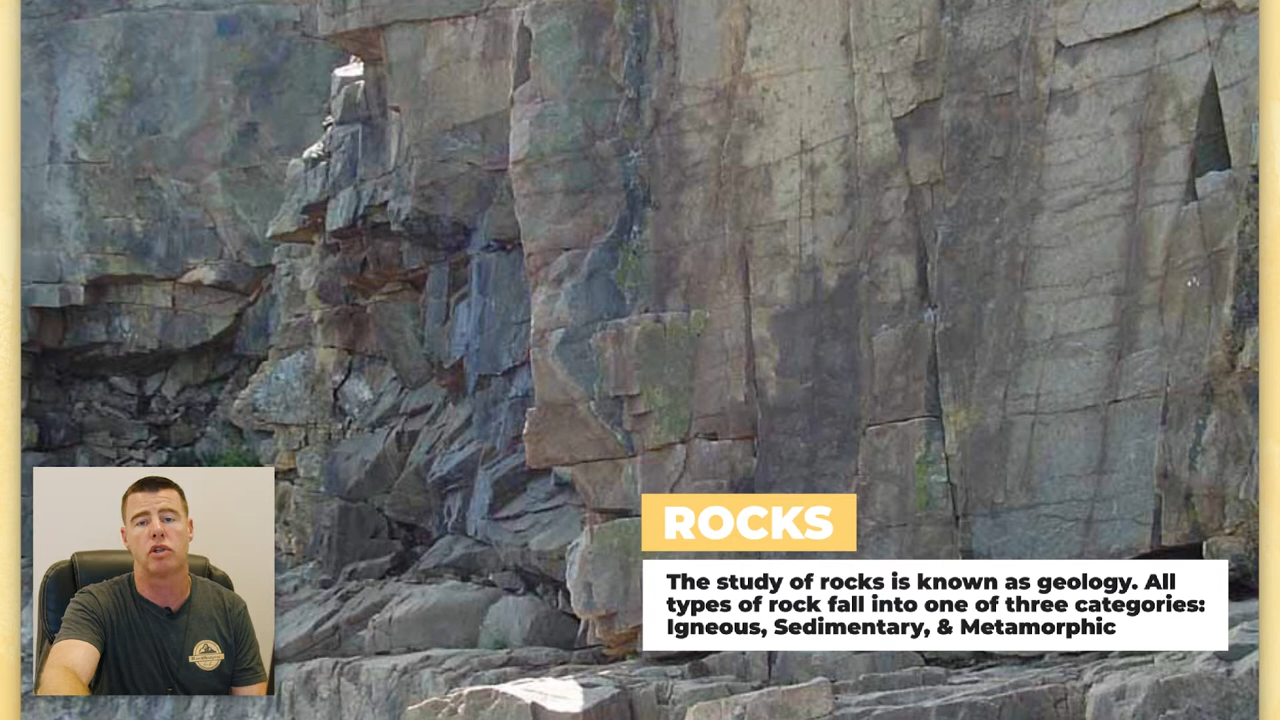 ROCKS
The study of rocks is known as geology. All
types of rock fall into one of three categories:
Igneous, Sedimentary, & Metamorphic